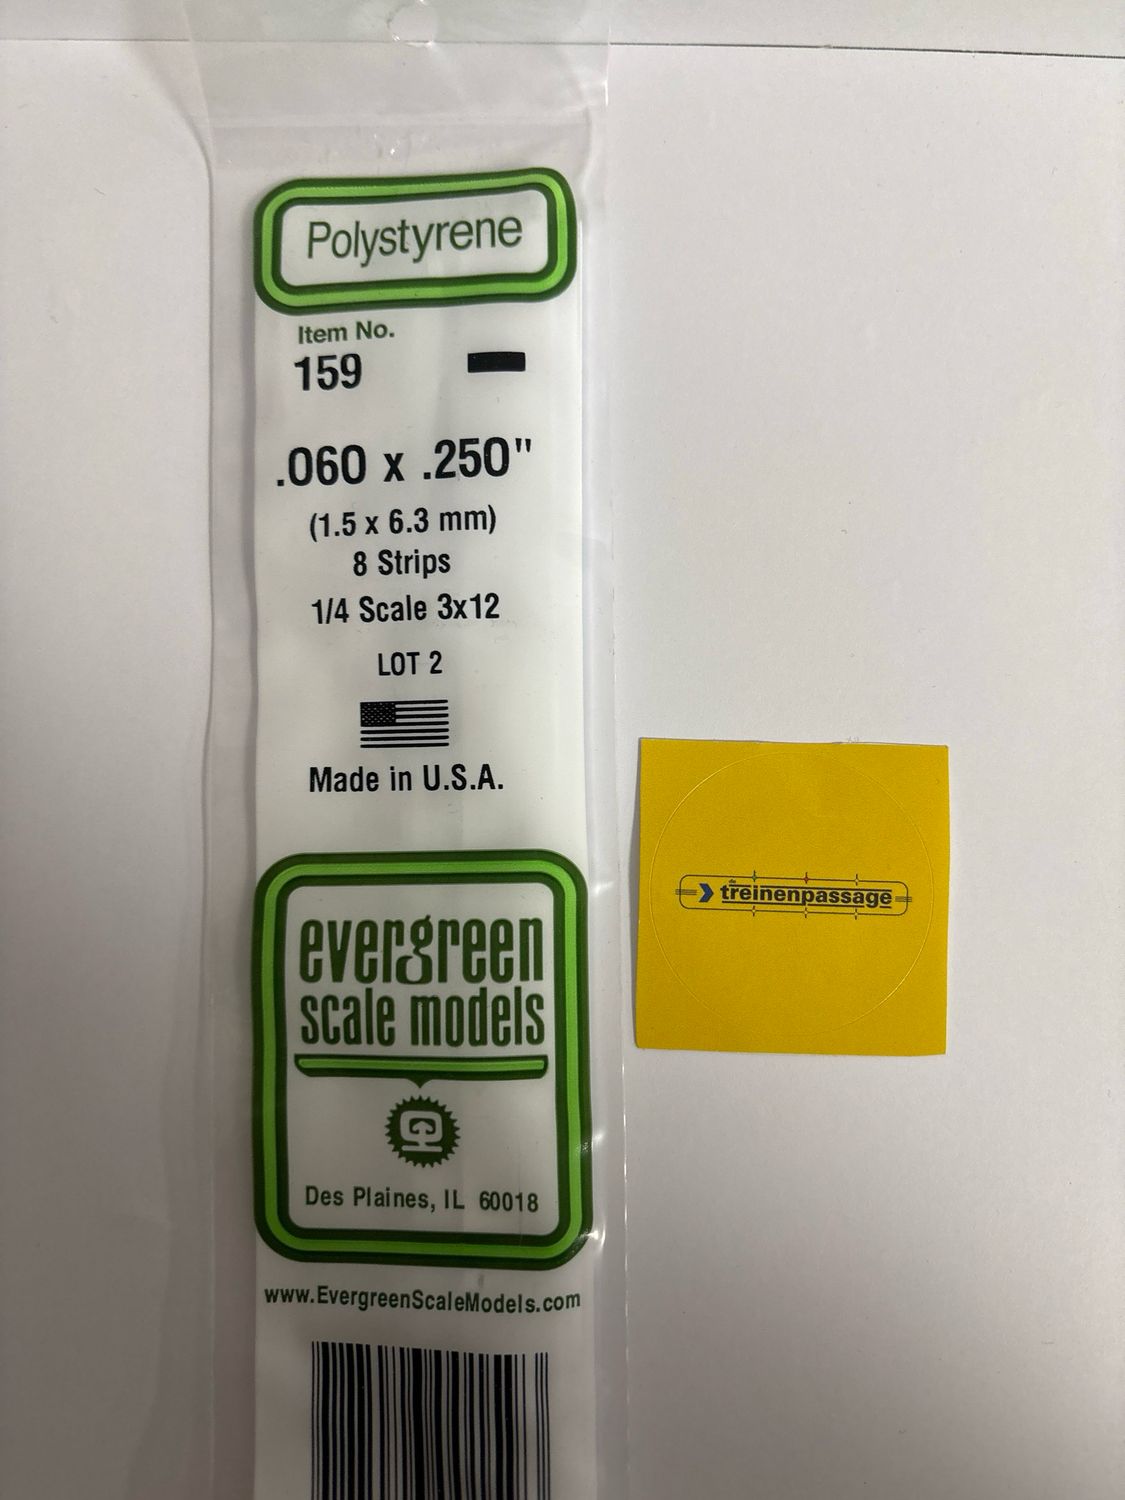 Polystyrene
Item No.
159
.060 x .250"
(1.5 x 6.3 mm)
8 Strips
1/4 Scale 3x12
LOT 2
Made in U.S.A.
evergreen
scale models
Des Plaines, IL 60018
www.EvergreenScaleModels.com
de
treinenpassage